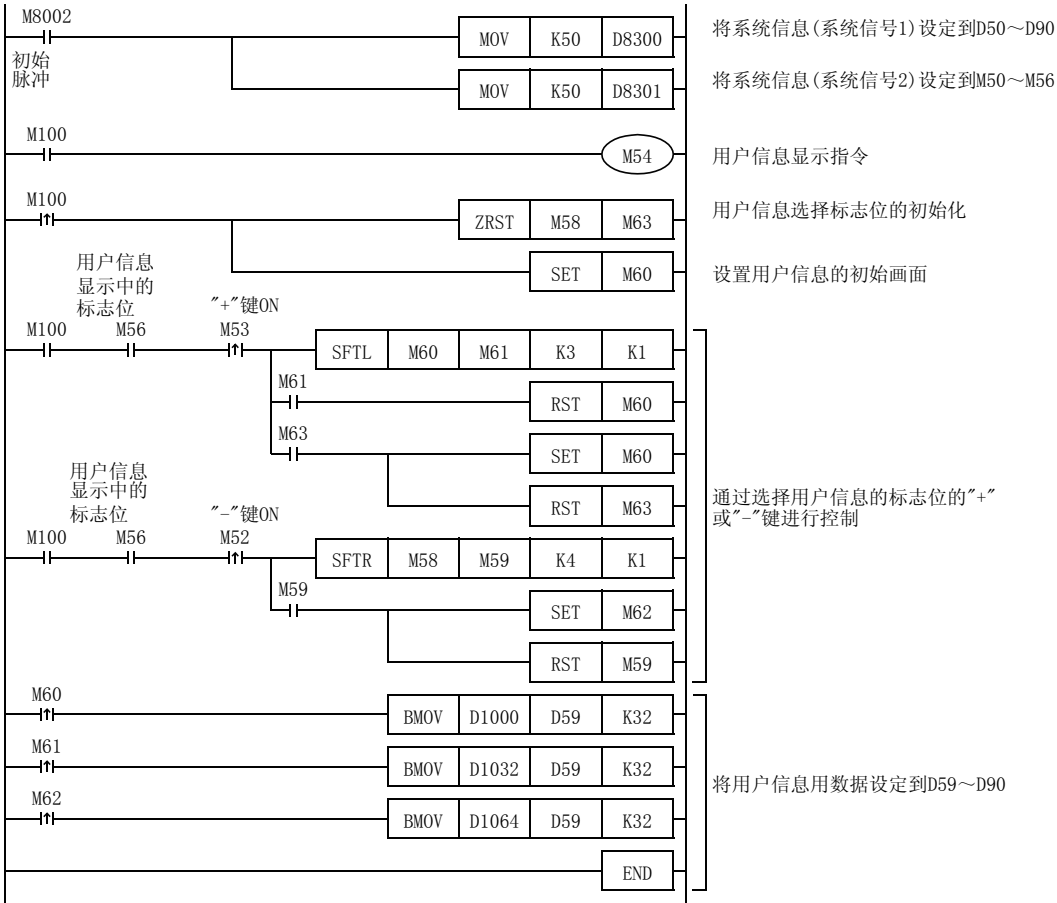 M8002
初始
脉冲
MOV K50 D8300
将系统信息(系统信号1)设定到D50～D90
MOV K50 D8301
将系统信息(系统信号2)设定到M50～M56
M100
M54
用户信息显示指令
M100
ZRST M58 M63
用户信息选择标志位的初始化
SET M60
设置用户信息的初始画面
用户信息
显示中的
标志位
"+"键ON
M100 M56 M53
SFTL M60 M61 K3 K1
M61
RST M60
M63
SET M60
RST M63
通过选择用户信息的标志位的"+"
或"-"键进行控制
用户信息
显示中的
标志位
"-"键ON
M100 M56 M52
SFTR M58 M59 K4 K1
M59
SET M62
RST M59
M60
BMOV D1000 D59 K32
M61
BMOV D1032 D59 K32
将用户信息用数据设定到D59～D90
M62
BMOV D1064 D59 K32
END